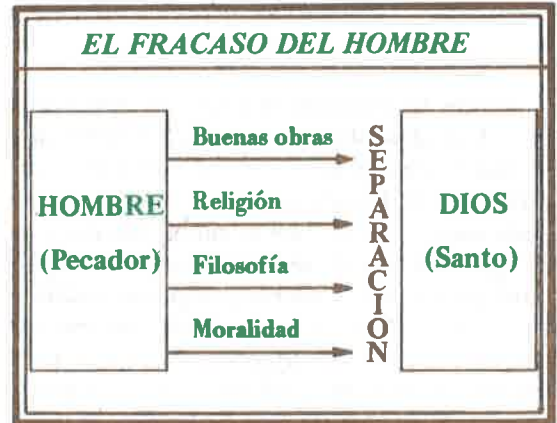 EL FRACASO DEL HOMBRE
HOMBRE
(Pecador)
Buenas obras
Religión
Filosofía
Moralidad
SEPARACION
DIOS
(Santo)